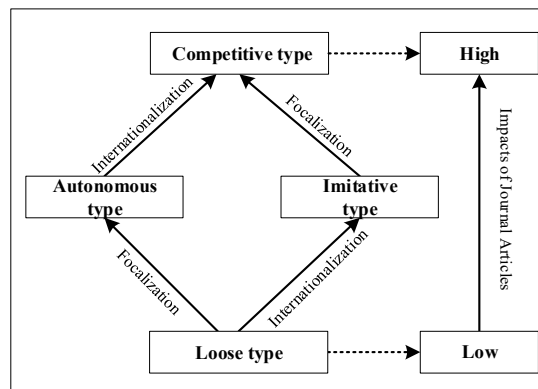 Competitive type
High
Internationalization
Focalization
Impacts of Journal Articles
Autonomous
type
Imitative
type
Focalization
Internationalization
Loose type
Low